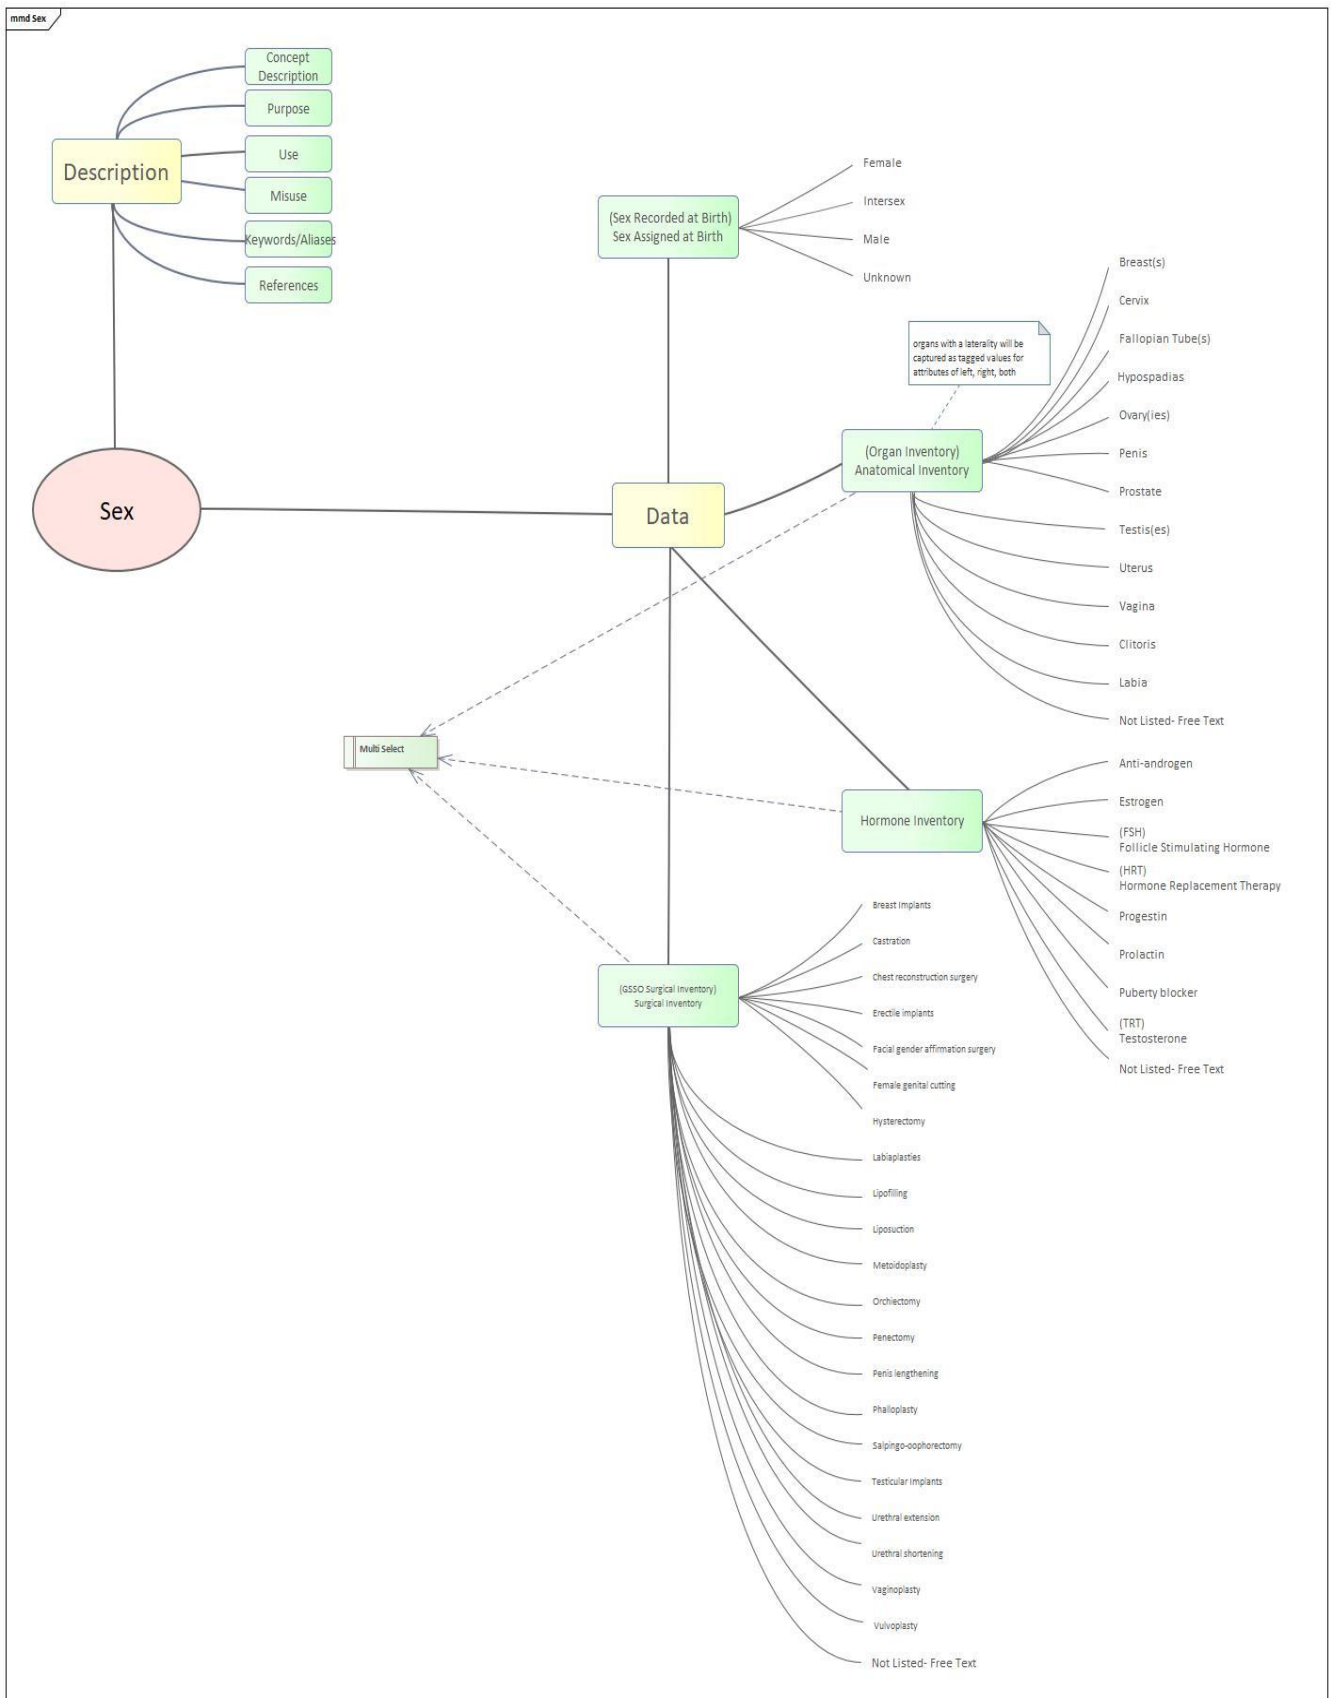 mmd Sex
Concept
Description
Purpose
Use
Misuse
Keywords/Aliases
References
Description
Sex
(Sex Recorded at Birth)
Sex Assigned at Birth
Female
Intersex
Male
Unknown
organs with a laterality will be
captured as tagged values for
attributes of left, right, both
(Organ Inventory)
Anatomical Inventory
Breast(s)
Cervix
Fallopian Tube(s)
Hypospadias
Ovary(ies)
Penis
Prostate
Testis(es)
Uterus
Vagina
Clitoris
Labia
Not Listed- Free Text
Data
Multi Select
Hormone Inventory
Anti-androgen
Estrogen
(FSH)
Follicle Stimulating Hormone
(HRT)
Hormone Replacement Therapy
Progestin
Prolactin
Puberty blocker
(TRT)
Testosterone
Not Listed- Free Text
(GSSO Surgical Inventory)
Surgical Inventory
Breast Implants
Castration
Chest reconstruction surgery
Erectile implants
Facial gender affirmation surgery
Female genital cutting
Hysterectomy
Labiaplasties
Lipofilling
Liposuction
Metoidoplasty
Orchiectomy
Penectomy
Penis lengthening
Phalloplasty
Salpingo-oophorectomy
Testicular Implants
Urethral extension
Urethral shortening
Vaginoplasty
Vulvoplasty
Not Listed- Free Text